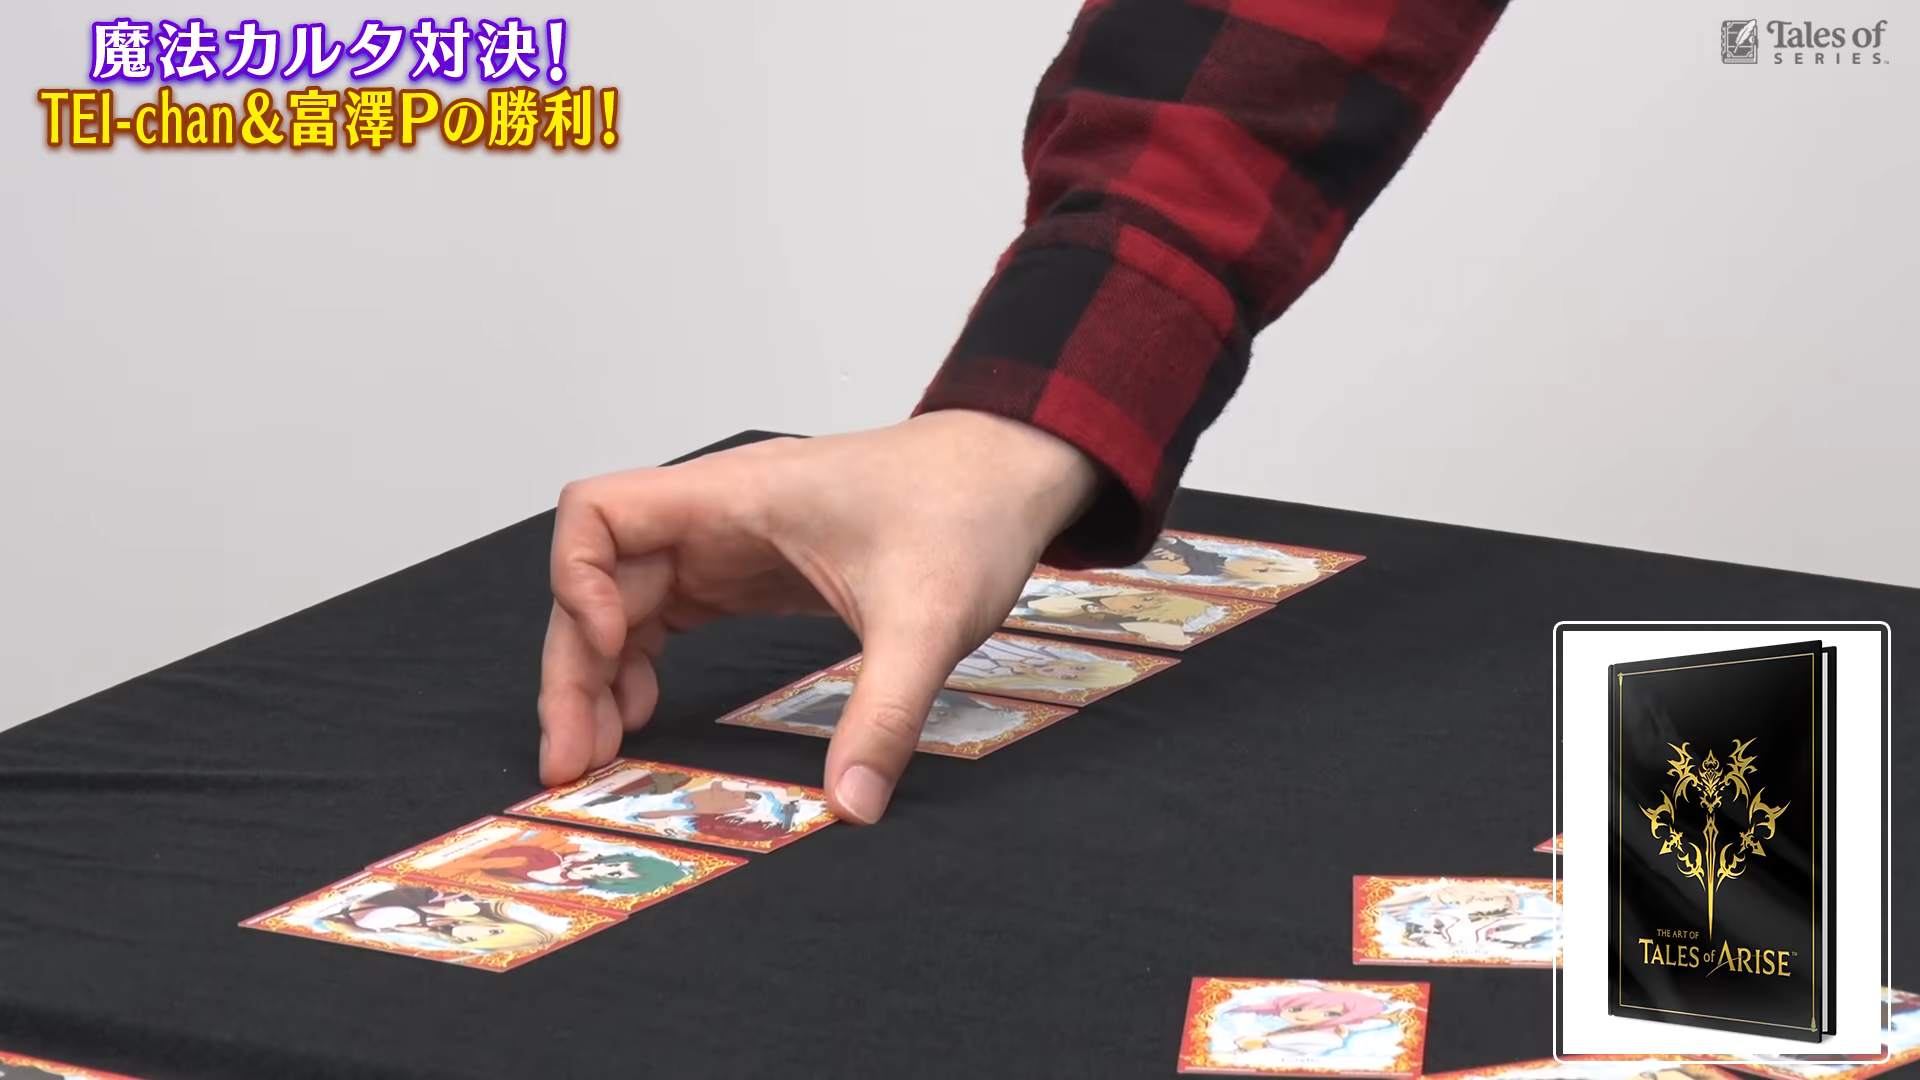 魔法カルタ対決!
TEI-chan&富澤Pの勝利!
Tales of
SERIES
THE ART OF
TALES of ARISE™